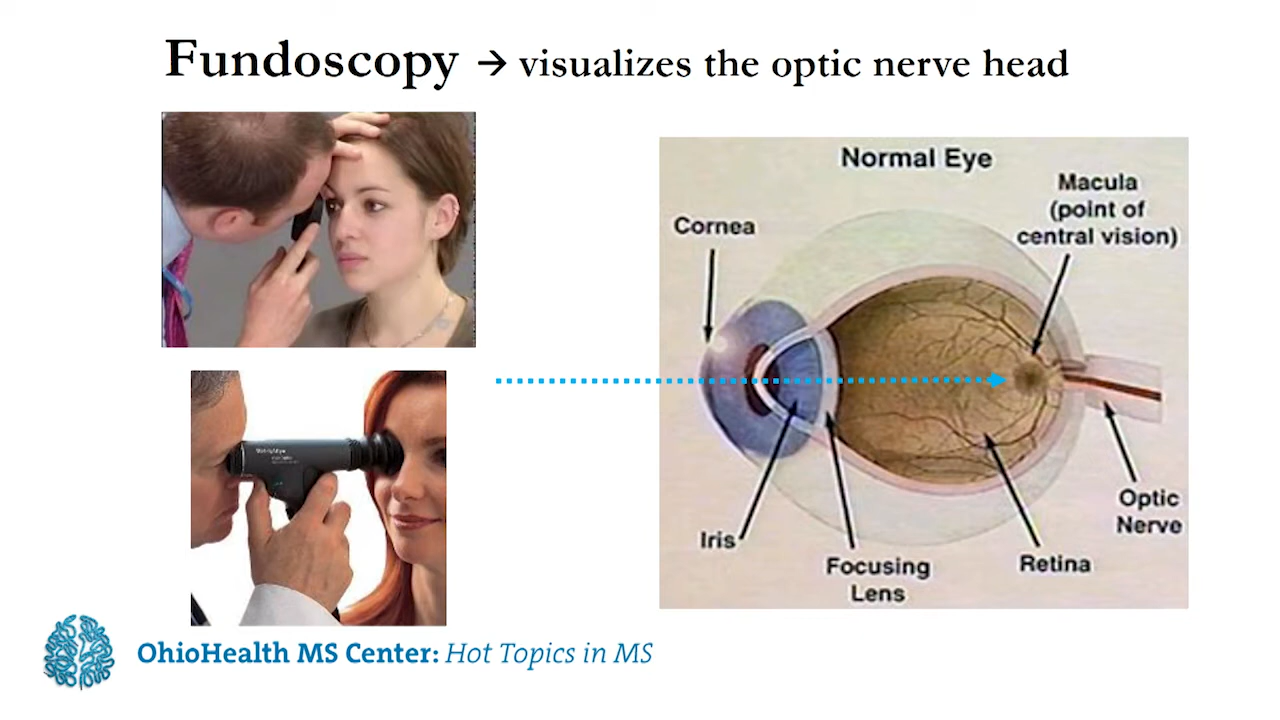 Fundoscopy → visualizes the optic nerve head
Normal Eye
Macula
(point of
central vision)
Cornea
Iris
Focusing
Lens
Retina
Optic
Nerve
WelchAllyn
OhioHealth MS Center: Hot Topics in MS